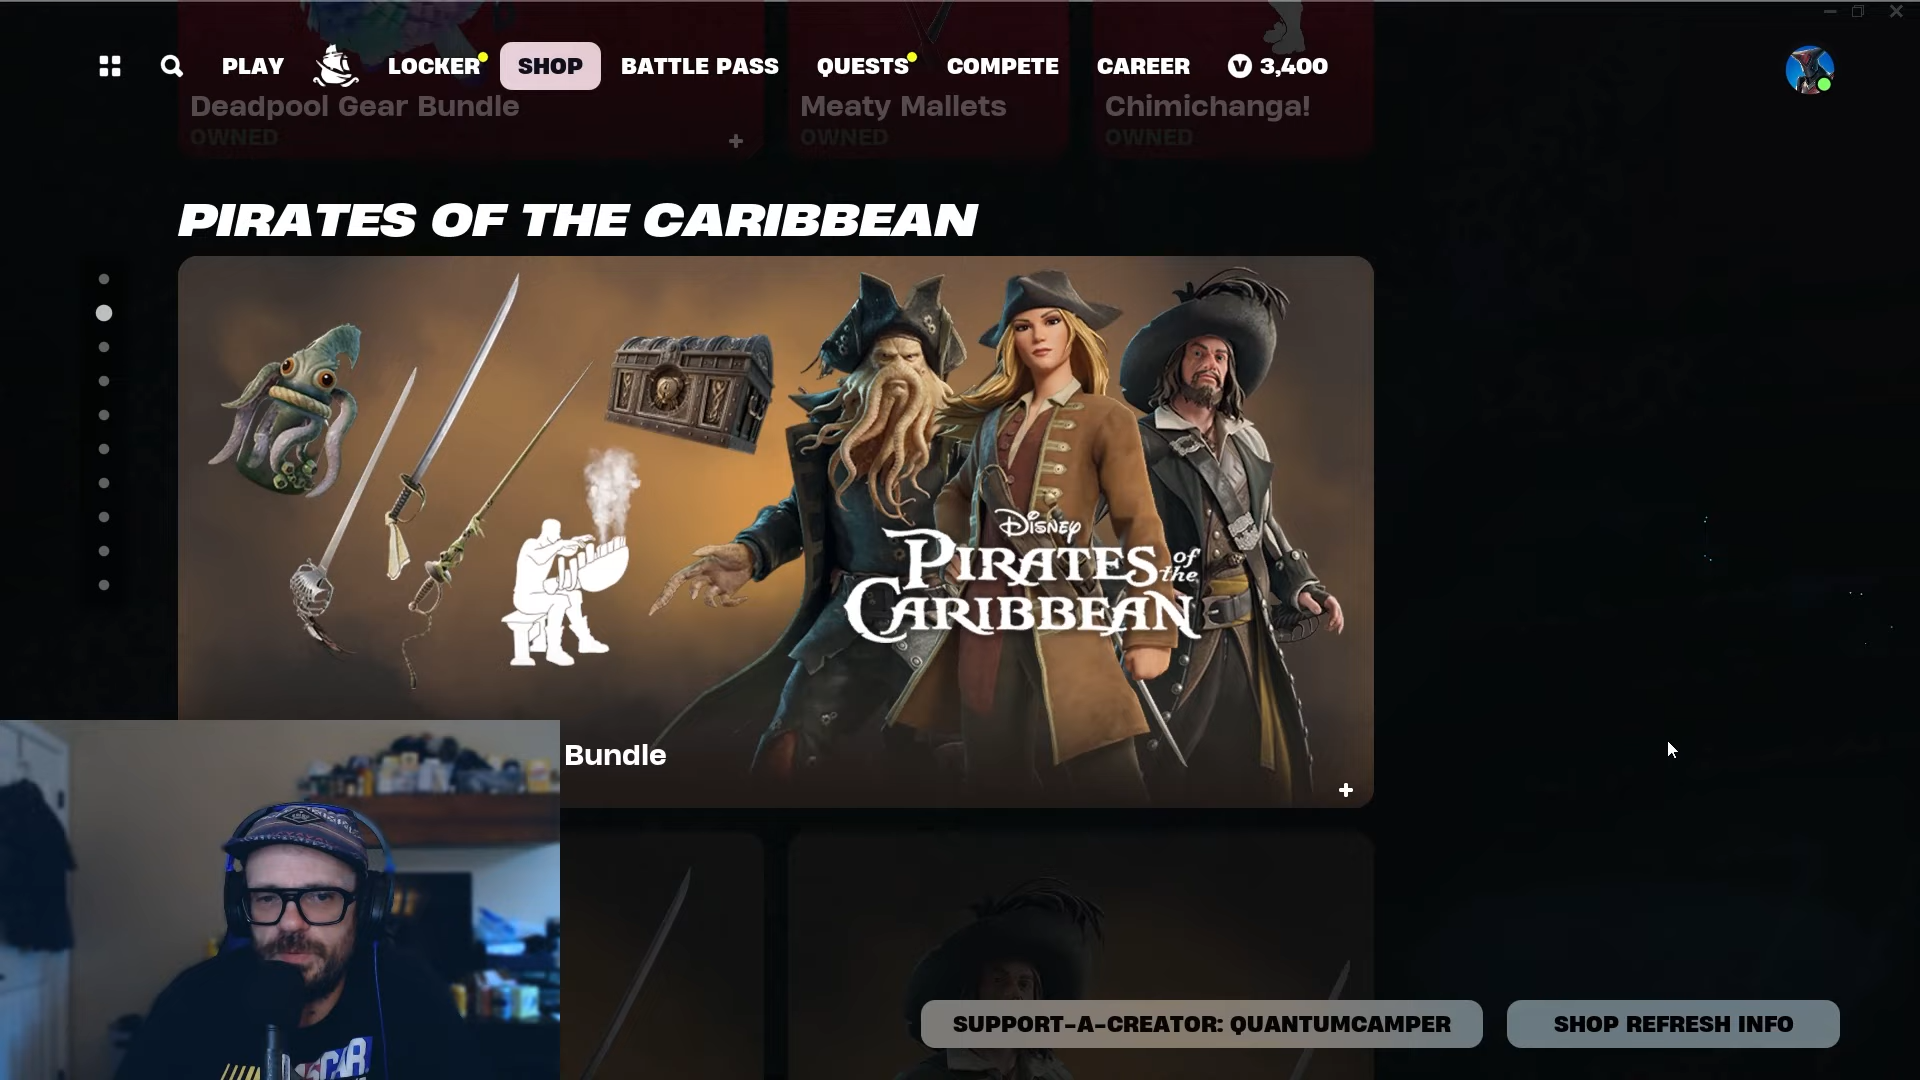 PLAY
LOCKER
SHOP
BATTLE PASS
QUESTS
COMPETE
CAREER
V 3,400
Deadpool Gear Bundle
OWNED
Meaty Mallets
OWNED
Chimichanga!
OWNED
PIRATES OF THE CARIBBEAN
DISNEY
PIRATES of the
CARIBBEAN
Bundle
SUPPORT-A-CREATOR: QUANTUMCAMPER
SHOP REFRESH INFO